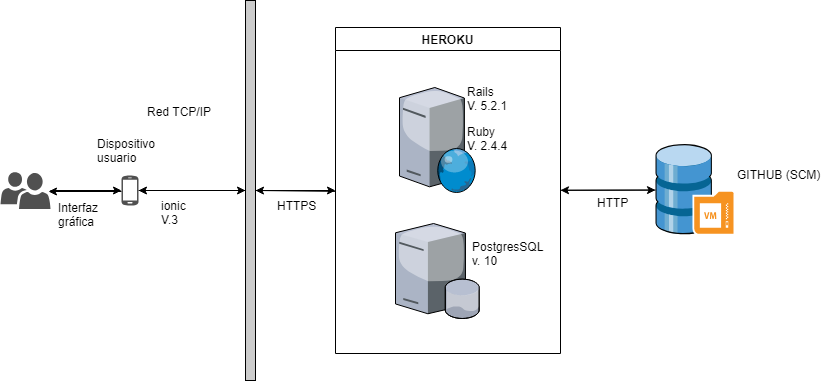 HEROKU
Rails
V. 5.2.1
Ruby
V. 2.4.4
Red TCP/IP
Dispositivo
usuario
Interfaz
gráfica
ionic
V.3
HTTPS
HTTP
GITHUB (SCM)
VM
PostgresSQL
v. 10